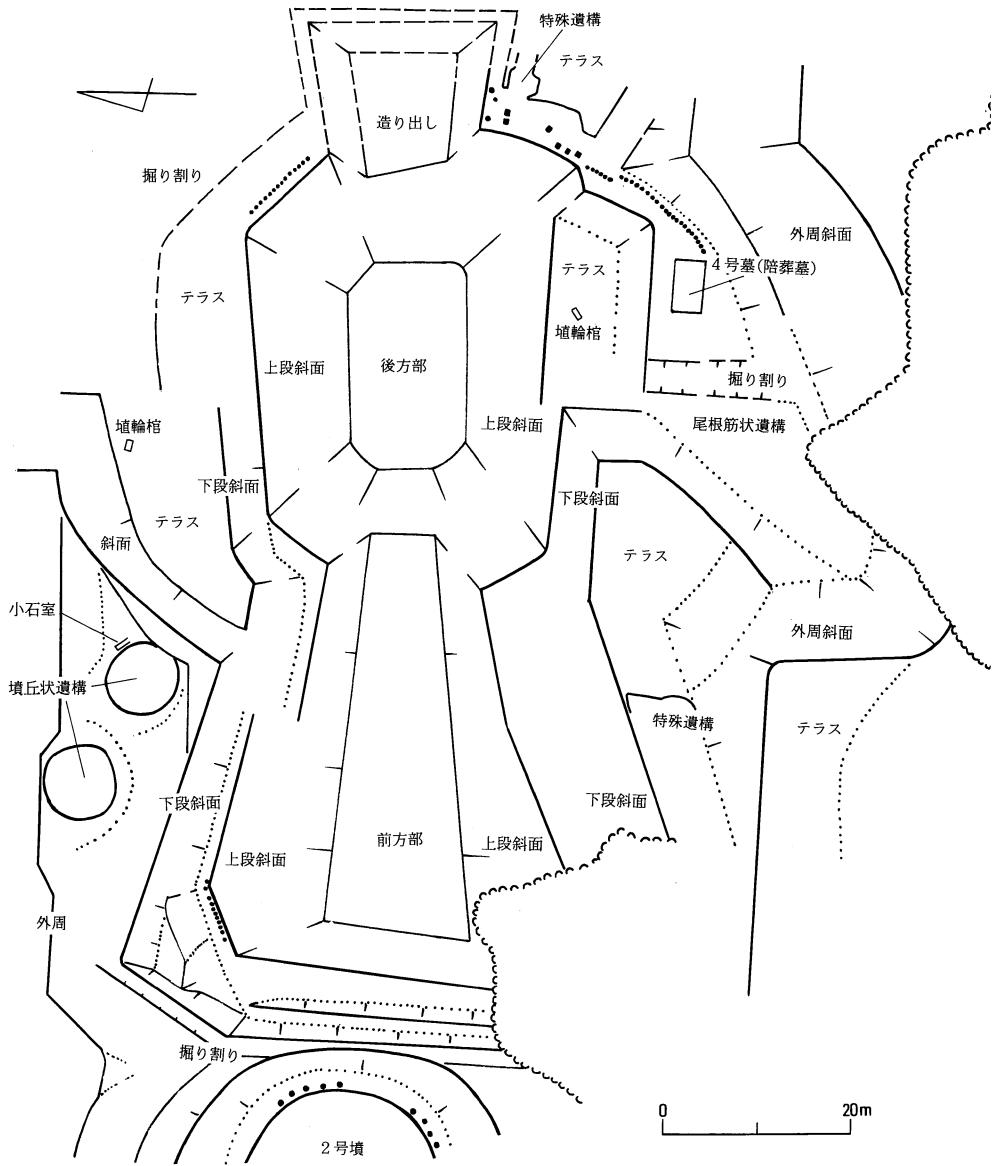 特殊遺構
テラス
造り出し
掘り割り
外周斜面
4号墓(陪葬墓)
テラス
テラス
埴輪棺
上段斜面
後方部
掘り割り
埴輪棺
上段斜面
尾根筋状遺構
下段斜面
下段斜面
テラス
斜面
テラス
小石室
外周斜面
墳丘状遺構
特殊遺構
テラス
下段斜面
下段斜面
上段斜面
前方部
上段斜面
外周
掘り割り
0 20m
2号墳